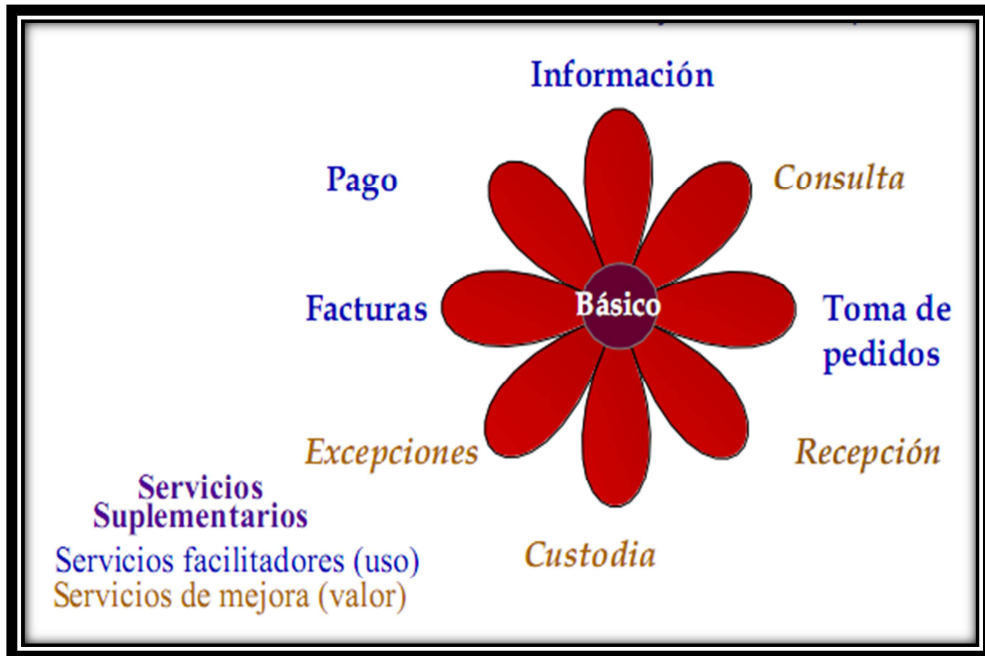 Información
Pago
Consulta
Facturas
Básico
Toma de
pedidos
Excepciones
Recepción
Servicios
Suplementarios
Custodia
Servicios facilitadores (uso)
Servicios de mejora (valor)